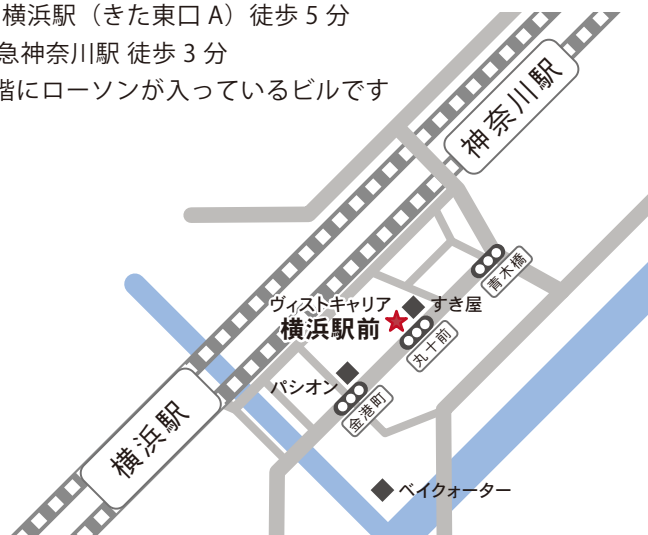 横浜駅（きた東口 A）徒歩 5 分
急神奈川駅 徒歩 3 分
階にローソンが入っているビルです
神奈川駅
青木橋
ヴィストキャリア
横浜駅前
すき屋
丸十前
パシオン
金港町
横浜駅
ベイクォーター